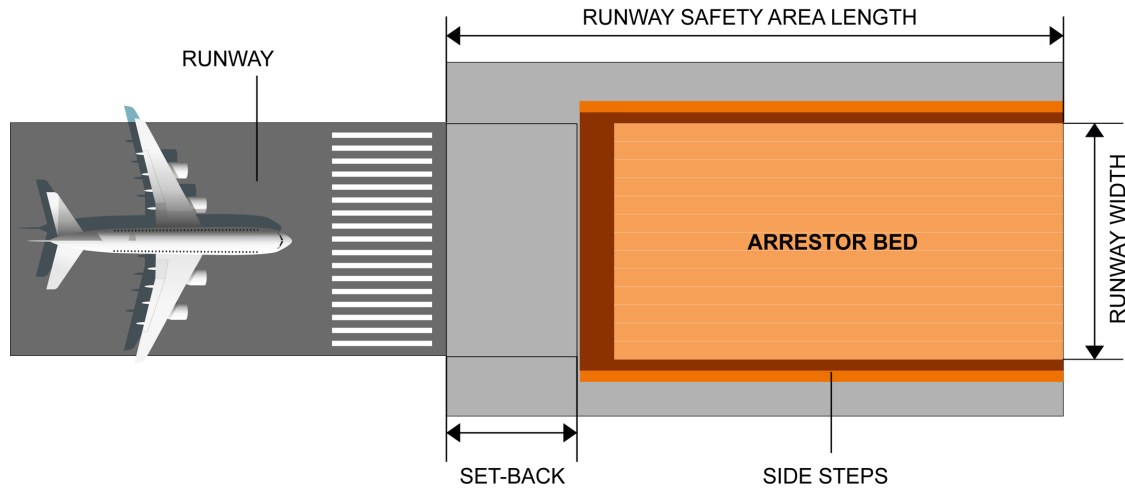 RUNWAY SAFETY AREA LENGTH
RUNWAY
ARRESTOR BED
RUNWAY WIDTH
SET-BACK
SIDE STEPS